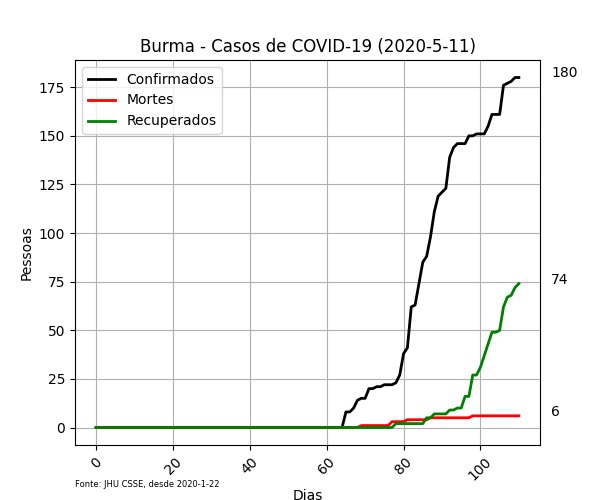 Burma - Casos de COVID-19 (2020-5-11)
Confirmados
Mortes
Recuperados
180
74
6
175
150
125
100
75
50
25
0
Pessoas
0
20
40
60
80
100
Fonte: JHU CSSE, desde 2020-1-22
Dias